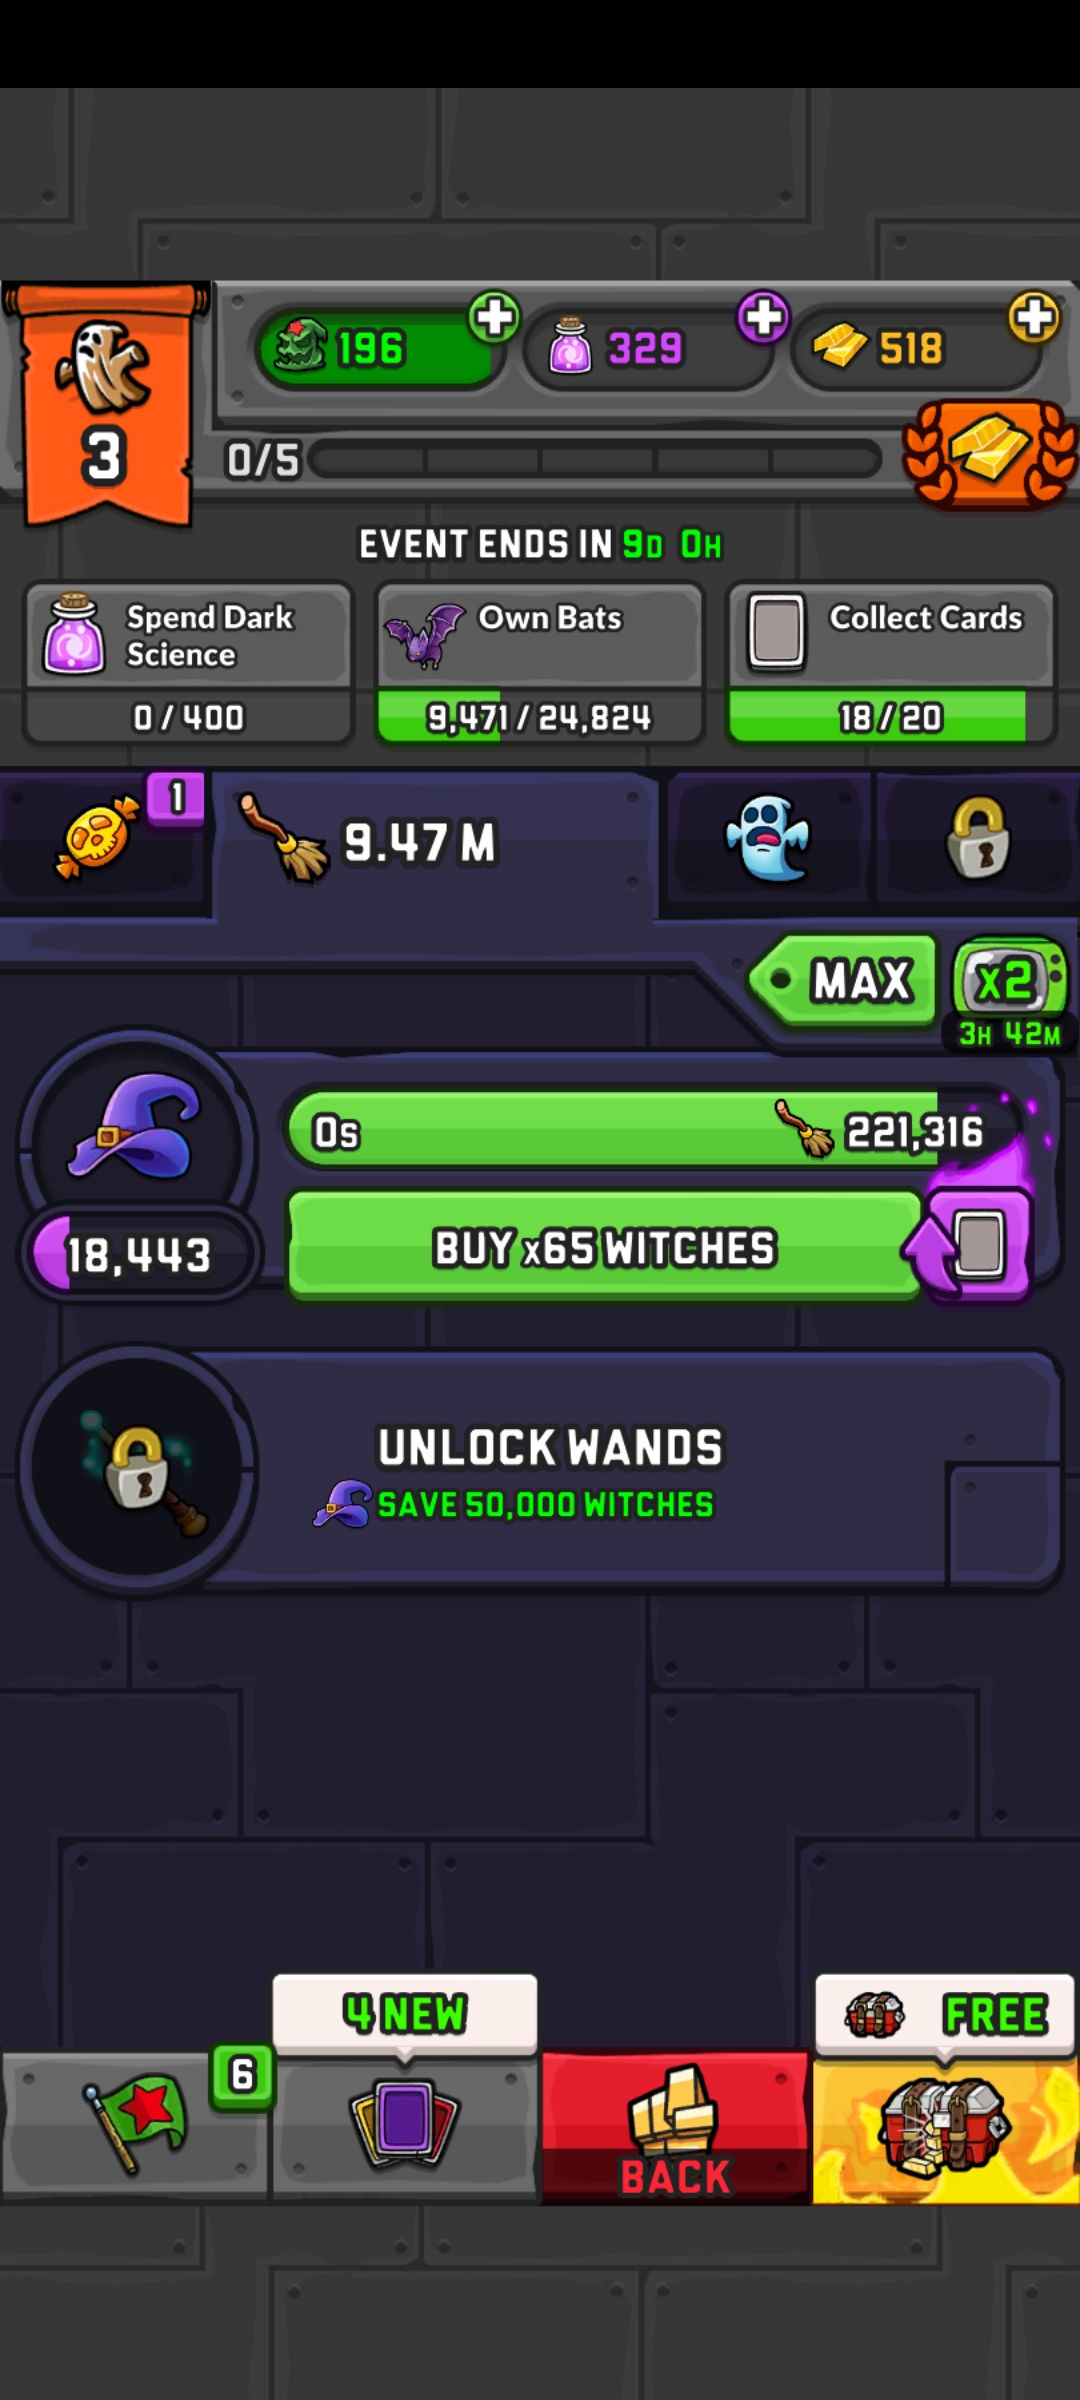 196
329
518
3
0/5
EVENT ENDS IN 9D 0H
Spend Dark
Science
0 / 400
Own Bats
9,471 / 24,824
Collect Cards
18 / 20
1
9.47 M
MAX
x2
3H 42M
0s
221,316
18,443
BUY x65 WITCHES
UNLOCK WANDS
SAVE 50,000 WITCHES
4 NEW
FREE
6
BACK